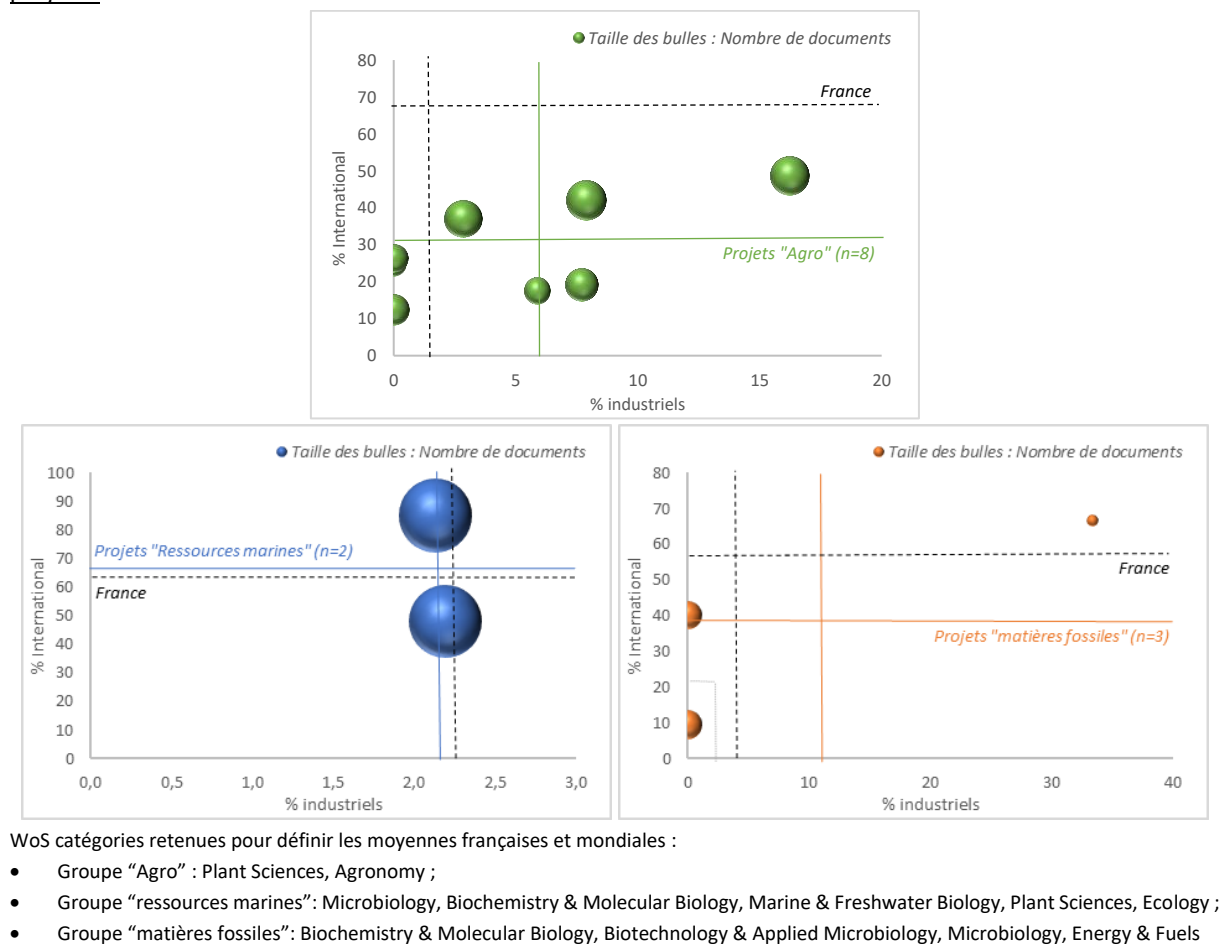 Taille des bulles : Nombre de documents
80
70
60
50
40
30
20
10
0
% International
France
Projets "Agro" (n=8)
0 5 10 15 20
% industriels
Taille des bulles : Nombre de documents
100
90
80
70
60
50
40
30
20
10
0
% International
Projets "Ressources marines" (n=2)
France
0,0 0,5 1,0 1,5 2,0 2,5 3,0
% industriels
Taille des bulles : Nombre de documents
80
70
60
50
40
30
20
10
0
% International
France
Projets "matières fossiles" (n=3)
0 10 20 30 40
% industriels
WoS catégories retenues pour définir les moyennes françaises et mondiales :
• Groupe “Agro” : Plant Sciences, Agronomy ;
• Groupe “ressources marines”: Microbiology, Biochemistry & Molecular Biology, Marine & Freshwater Biology, Plant Sciences, Ecology ;
• Groupe “matières fossiles”: Biochemistry & Molecular Biology, Biotechnology & Applied Microbiology, Microbiology, Energy & Fuels